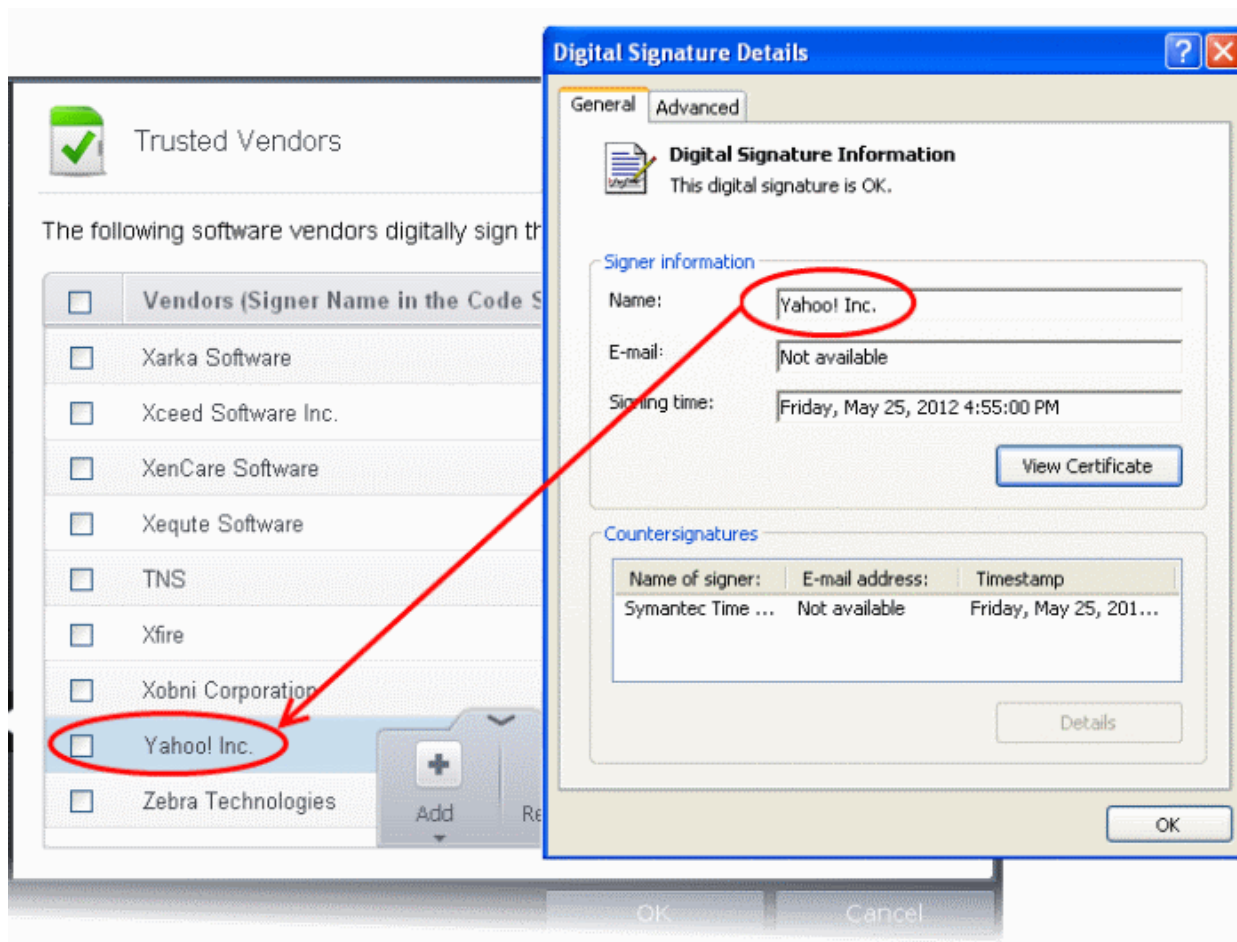 Digital Signature Details
General
Advanced
Trusted Vendors
Digital Signature Information
This digital signature is OK.
The following software vendors digitally sign
Signer information
Vendors (Signer Name in the Code
Name:
Yahoo! Inc.
Xarka Software
E-mail:
Not available
Xceed Software Inc.
Signing time:
Friday, May 25, 2012 4:55:00 PM
XenCare Software
View Certificate
Xequte Software
Countersignatures
TNS
Name of signer:
E-mail address:
Timestamp
Symantec Time ...
Not available
Friday, May 25, 201...
Xfire
Xobni Corporation
Details
Yahoo! Inc.
Zebra Technologies
Add
OK
OK
Cancel